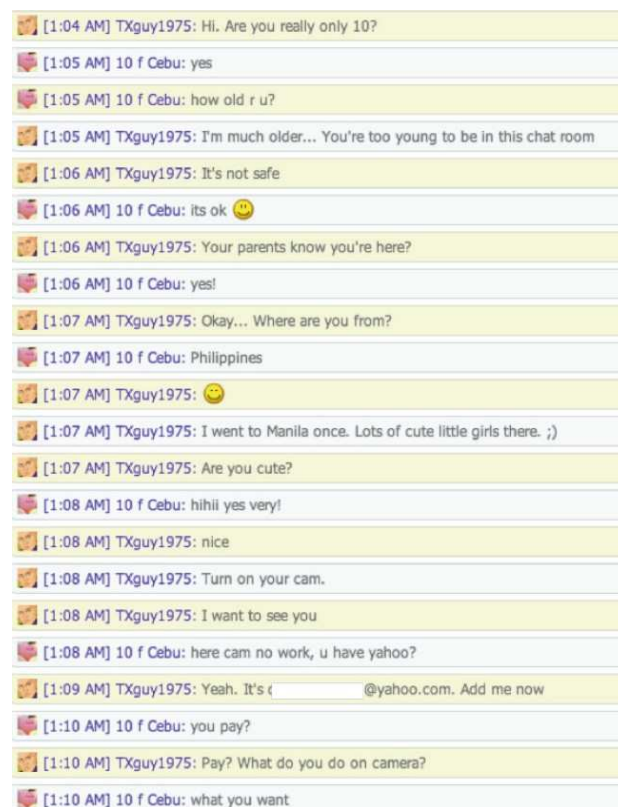 [1:04 AM] TXguy1975: Hi. Are you really only 10?
[1:05 AM] 10 f Cebu: yes
[1:05 AM] 10 f Cebu: how old r u?
[1:05 AM] TXguy1975: I'm much older... You're too young to be in this chat room
[1:06 AM] TXguy1975: It's not safe
[1:06 AM] 10 f Cebu: its ok
[1:06 AM] TXguy1975: Your parents know you're here?
[1:06 AM] 10 f Cebu: yes!
[1:07 AM] TXguy1975: Okay... Where are you from?
[1:07 AM] 10 f Cebu: Philippines
[1:07 AM] TXguy1975:
[1:07 AM] TXguy1975: I went to Manila once. Lots of cute little girls there. ;)
[1:07 AM] TXguy1975: Are you cute?
[1:08 AM] 10 f Cebu: hihii yes very!
[1:08 AM] TXguy1975: nice
[1:08 AM] TXguy1975: Turn on your cam.
[1:08 AM] TXguy1975: I want to see you
[1:08 AM] 10 f Cebu: here cam no work, u have yahoo?
[1:09 AM] TXguy1975: Yeah. It's @yahoo.com. Add me now
[1:10 AM] 10 f Cebu: you pay?
[1:10 AM] TXguy1975: Pay? What do you do on camera?
[1:10 AM] 10 f Cebu: what you want